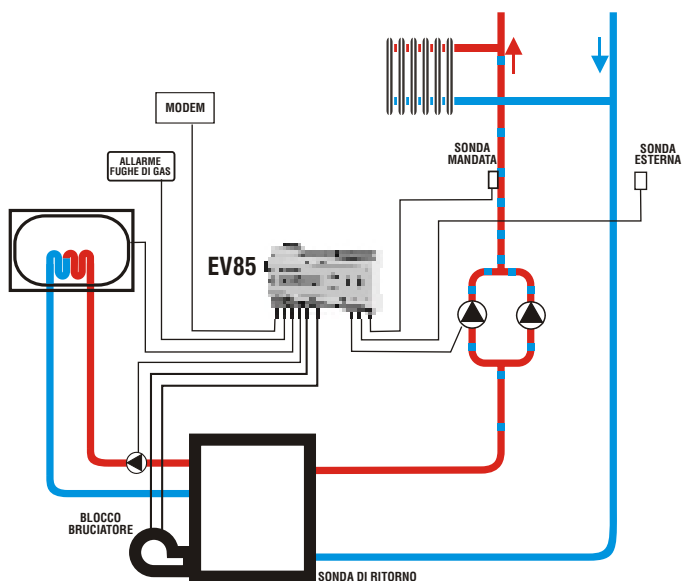 MODEM
ALLARME
FUGHE DI GAS
SONDA
MANDATA
SONDA
ESTERNA
EV85
BLOCCO
BRUCIATORE
SONDA DI RITORNO